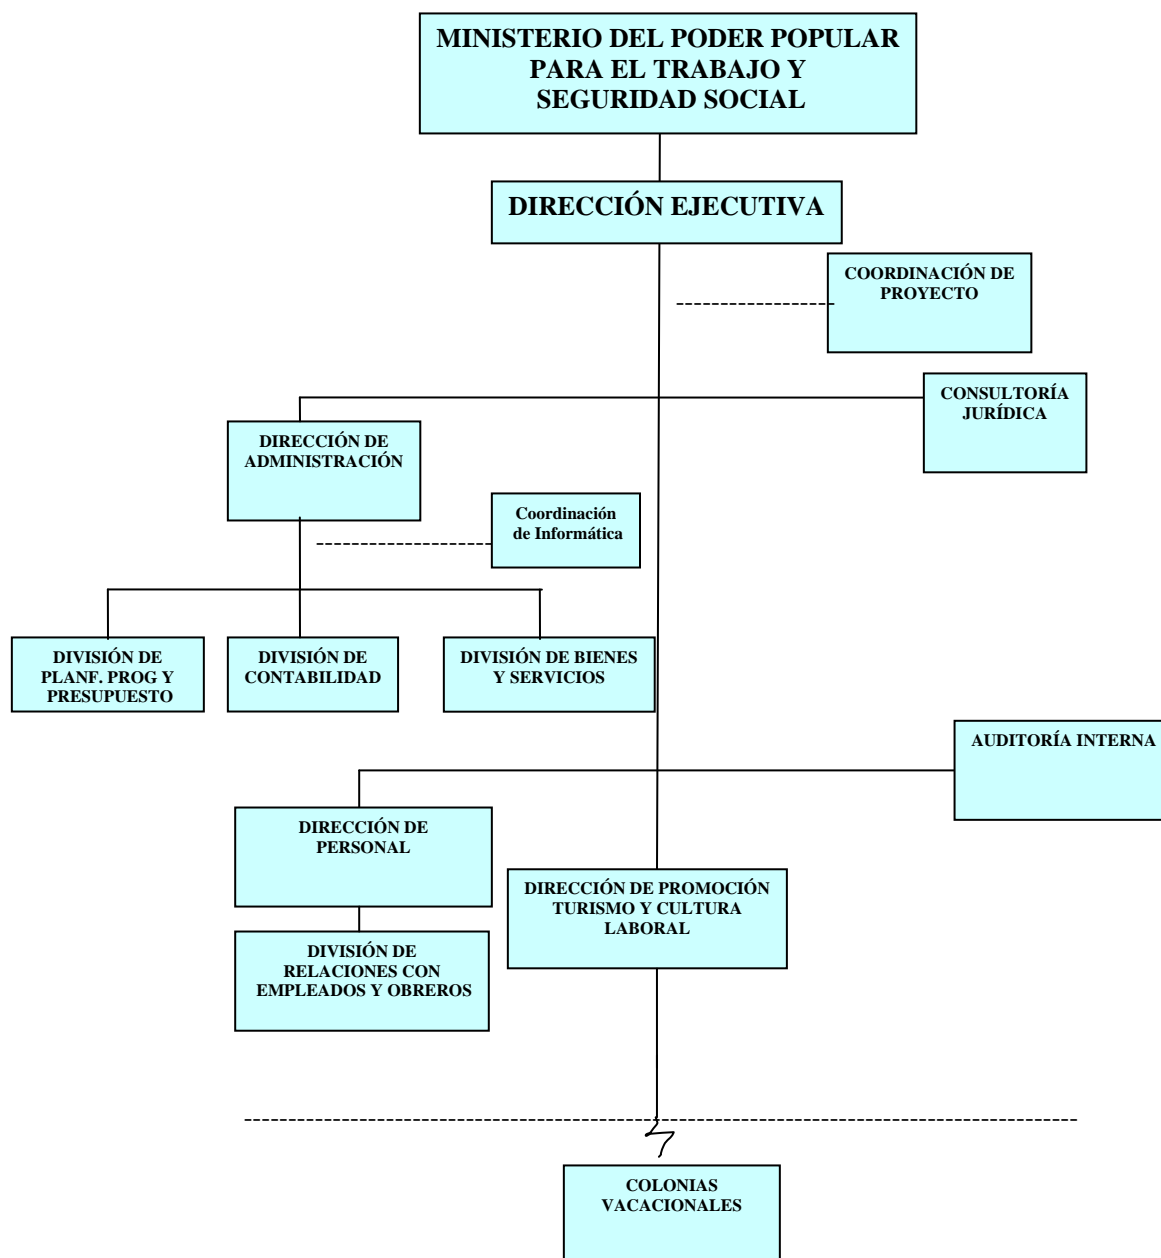 MINISTERIO DEL PODER POPULAR
PARA EL TRABAJO Y
SEGURIDAD SOCIAL
DIRECCIÓN EJECUTIVA
COORDINACIÓN DE
PROYECTO
CONSULTORÍA
JURÍDICA
DIRECCIÓN DE
ADMINISTRACIÓN
Coordinación
de Informática
DIVISIÓN DE
PLANF. PROG Y
PRESUPUESTO
DIVISIÓN DE
CONTABILIDAD
DIVISIÓN DE BIENES
Y SERVICIOS
AUDITORÍA INTERNA
DIRECCIÓN DE
PERSONAL
DIRECCIÓN DE PROMOCIÓN
TURISMO Y CULTURA
LABORAL
DIVISIÓN DE
RELACIONES CON
EMPLEADOS Y OBREROS
COLONIAS
VACACIONALES